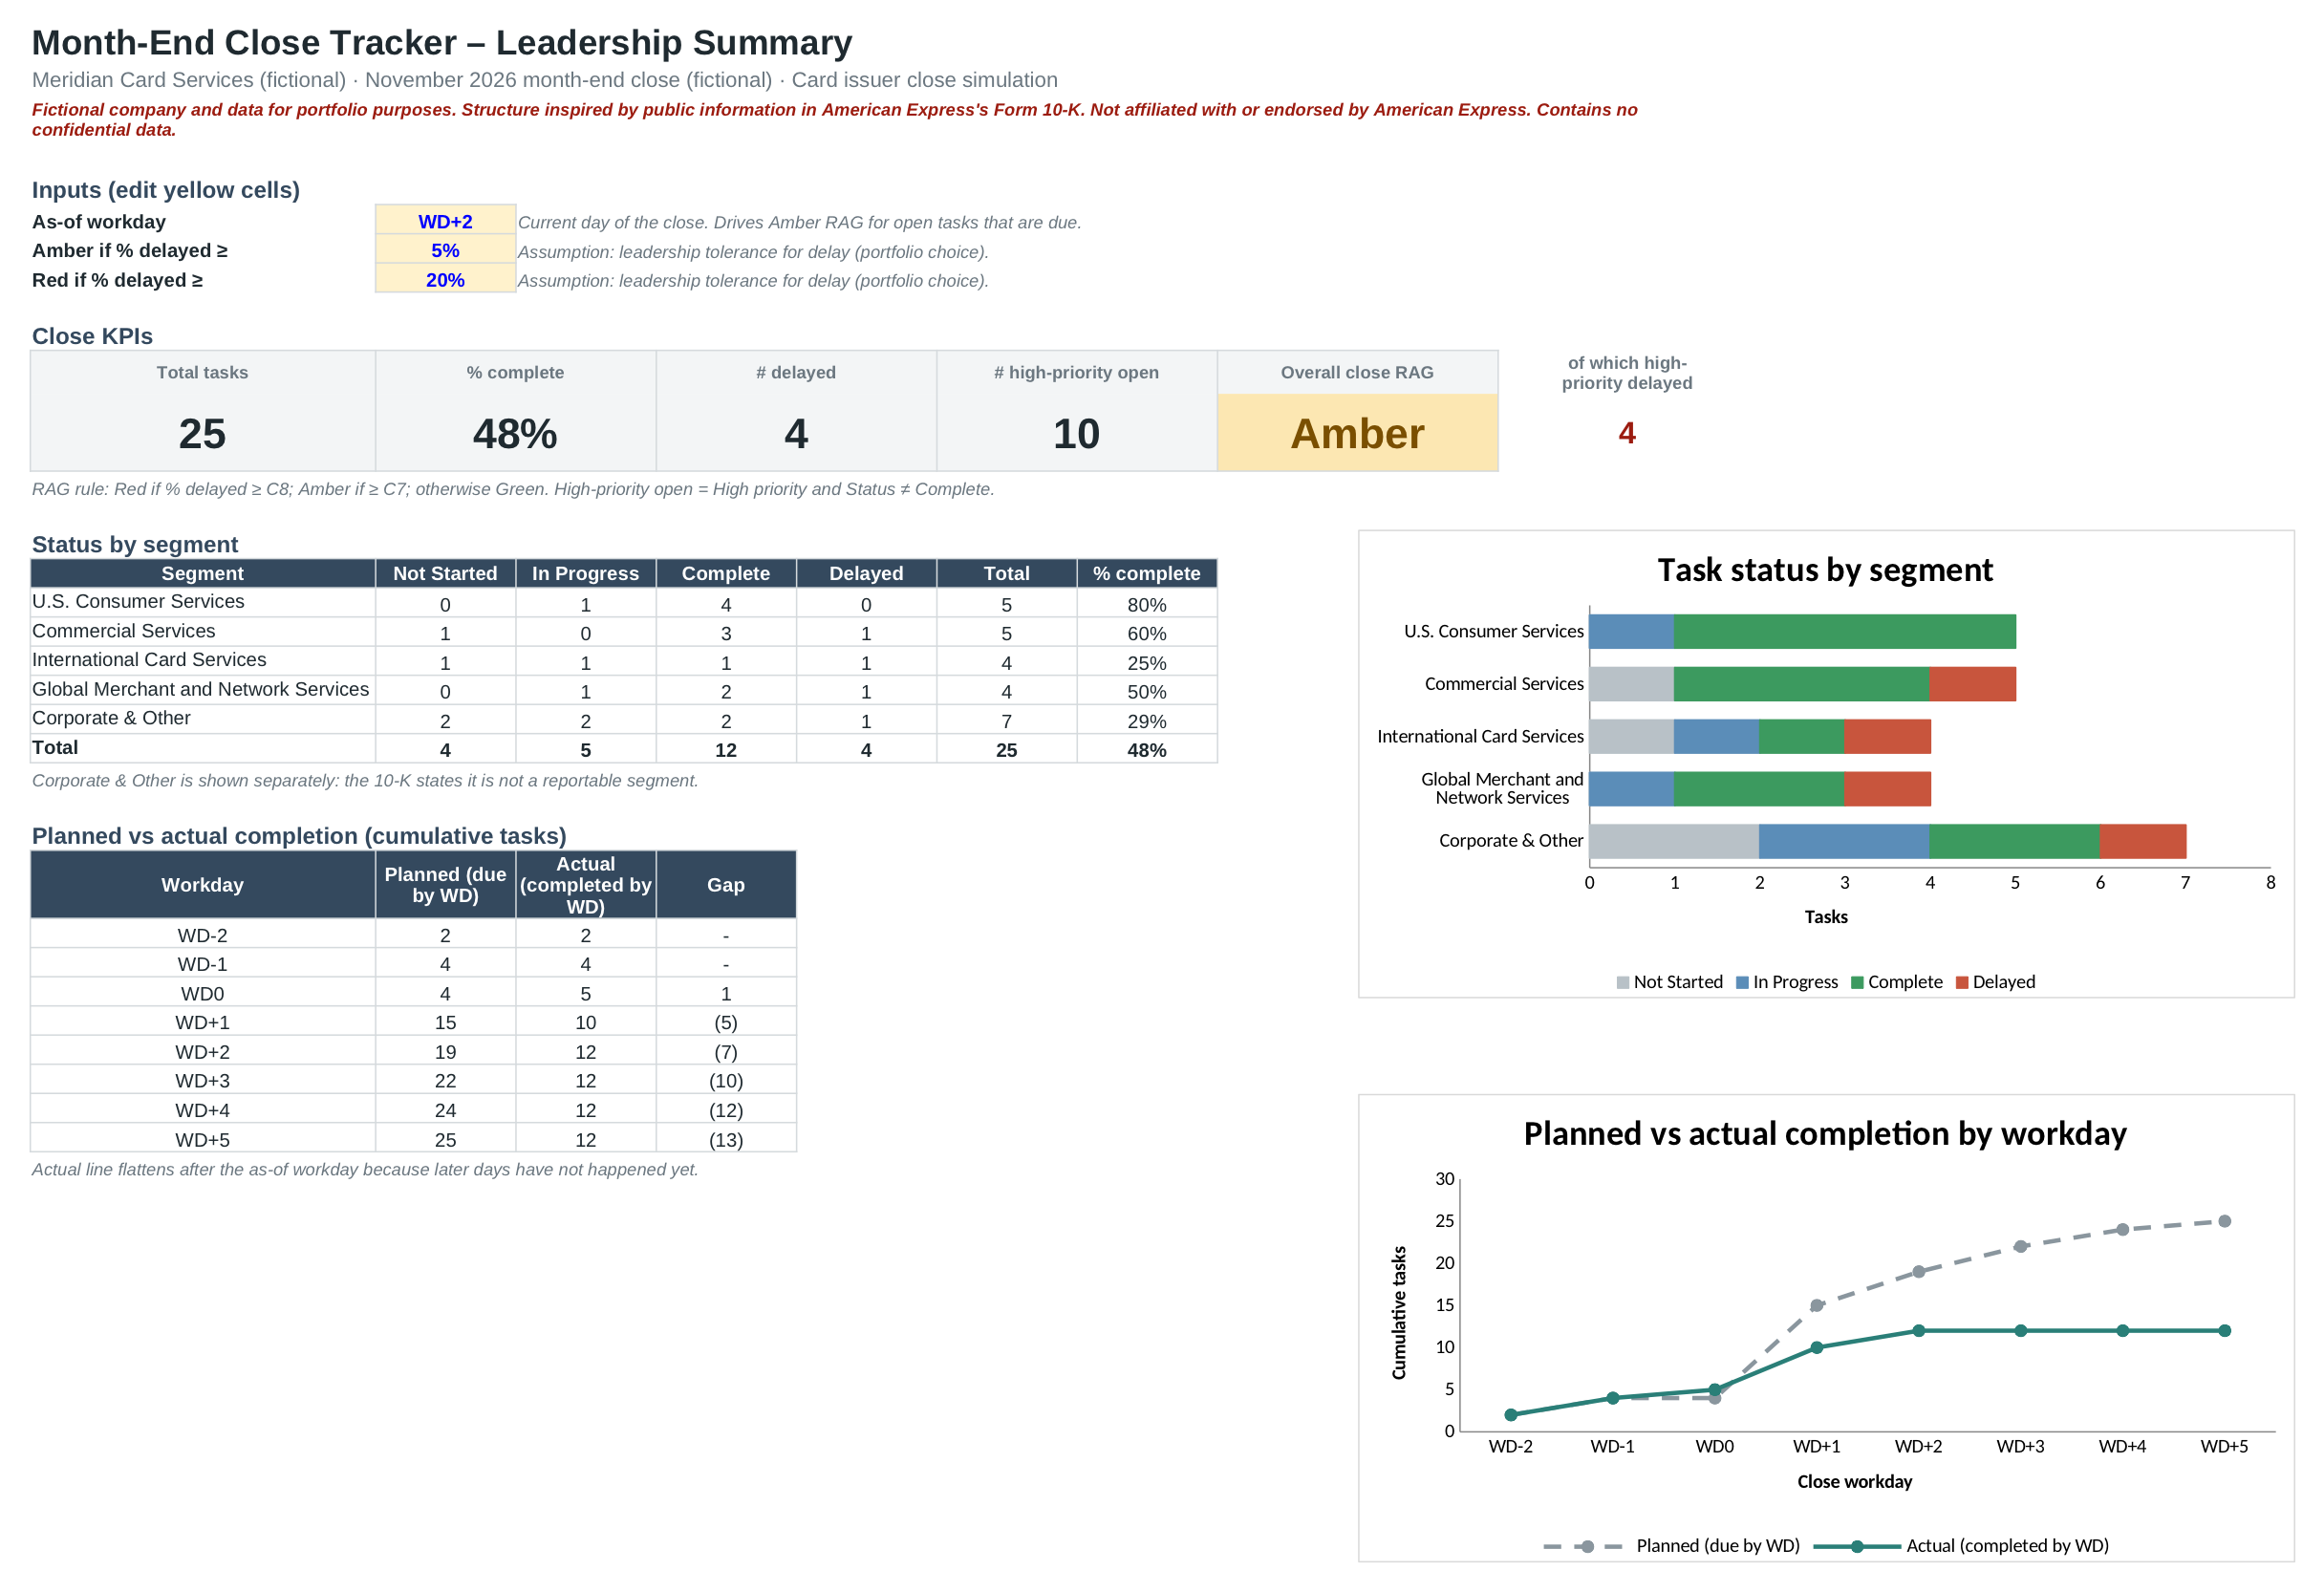 Month-End Close Tracker – Leadership Summary
Meridian Card Services (fictional) · November 2026 month-end close (fictional) · Card issuer close simulation
Fictional company and data for portfolio purposes. Structure inspired by public information in American Express's Form 10-K. Not affiliated with or endorsed by American Express. Contains no
confidential data.
Inputs (edit yellow cells)
As-of workday WD+2 Current day of the close. Drives Amber RAG for open tasks that are due.
Amber if % delayed ≥ 5% Assumption: leadership tolerance for delay (portfolio choice).
Red if % delayed ≥ 20% Assumption: leadership tolerance for delay (portfolio choice).
Close KPIs
Total tasks % complete # delayed # high-priority open Overall close RAG of which high-
priority delayed
25 48% 4 10 Amber 4
RAG rule: Red if % delayed ≥ C8; Amber if ≥ C7; otherwise Green. High-priority open = High priority and Status ≠ Complete.
Status by segment
Segment Not Started In Progress Complete Delayed Total % complete
U.S. Consumer Services 0 1 4 0 5 80%
Commercial Services 1 0 3 1 5 60%
International Card Services 1 1 1 1 4 25%
Global Merchant and Network Services 0 1 2 1 4 50%
Corporate & Other 2 2 2 1 7 29%
Total 4 5 12 4 25 48%
Corporate & Other is shown separately: the 10-K states it is not a reportable segment.
Planned vs actual completion (cumulative tasks)
Workday Planned (due by WD) Actual (completed by WD) Gap
WD-2 2 2 -
WD-1 4 4 -
WD0 4 5 1
WD+1 15 10 (5)
WD+2 19 12 (7)
WD+3 22 12 (10)
WD+4 24 12 (12)
WD+5 25 12 (13)
Actual line flattens after the as-of workday because later days have not happened yet.
Task status by segment
U.S. Consumer Services
Commercial Services
International Card Services
Global Merchant and
Network Services
Corporate & Other
0 1 2 3 4 5 6 7 8
Tasks
Not Started In Progress Complete Delayed
Planned vs actual completion by workday
30
25
20
15
10
5
0
Cumulative tasks
WD-2 WD-1 WD0 WD+1 WD+2 WD+3 WD+4 WD+5
Close workday
Planned (due by WD) Actual (completed by WD)